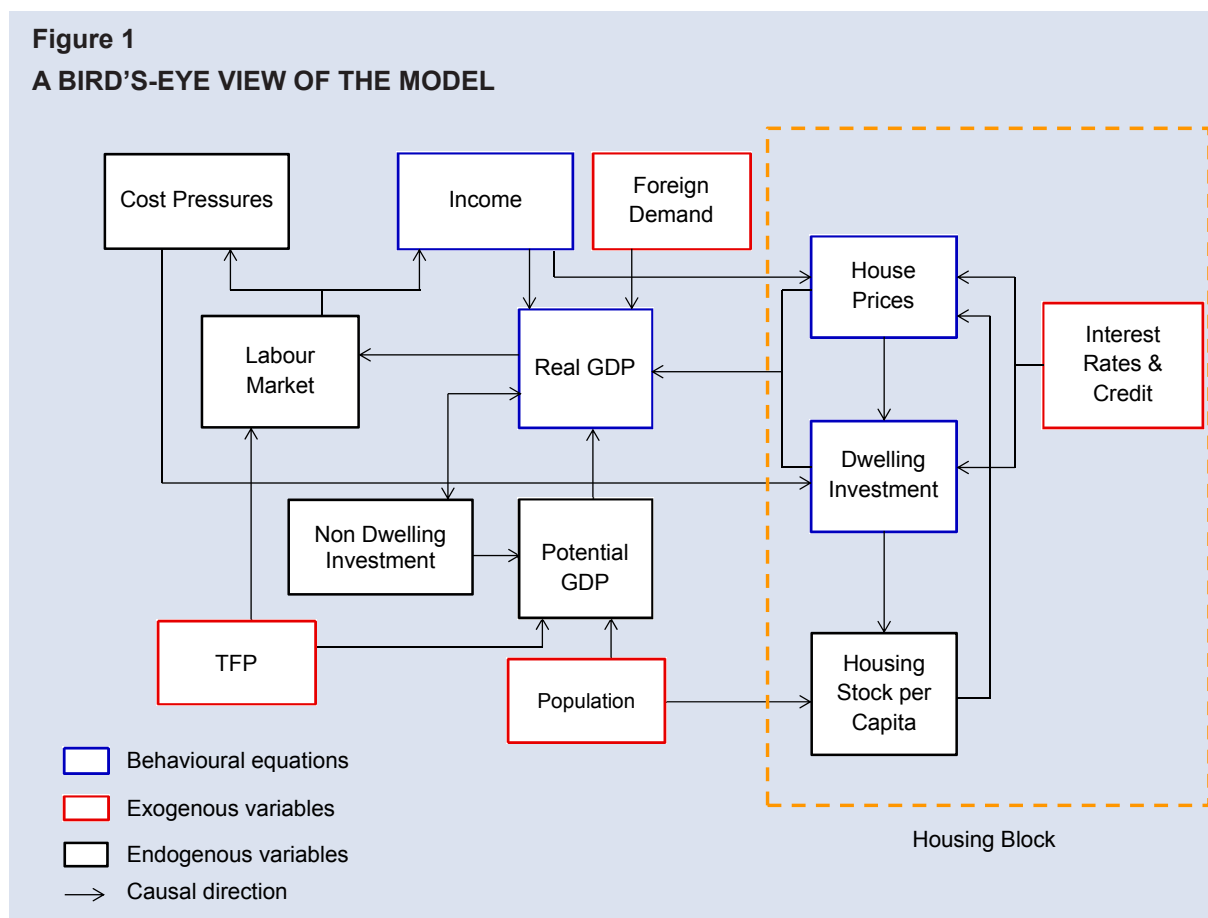 Figure 1
A BIRD'S-EYE VIEW OF THE MODEL
Cost Pressures
Income
Foreign
Demand
House
Prices
Interest
Rates &
Credit
Labour
Market
Real GDP
Dwelling
Investment
Non Dwelling
Investment
Potential
GDP
TFP
Population
Housing
Stock per
Capita
Behavioural equations
Exogenous variables
Endogenous variables
Causal direction
Housing Block